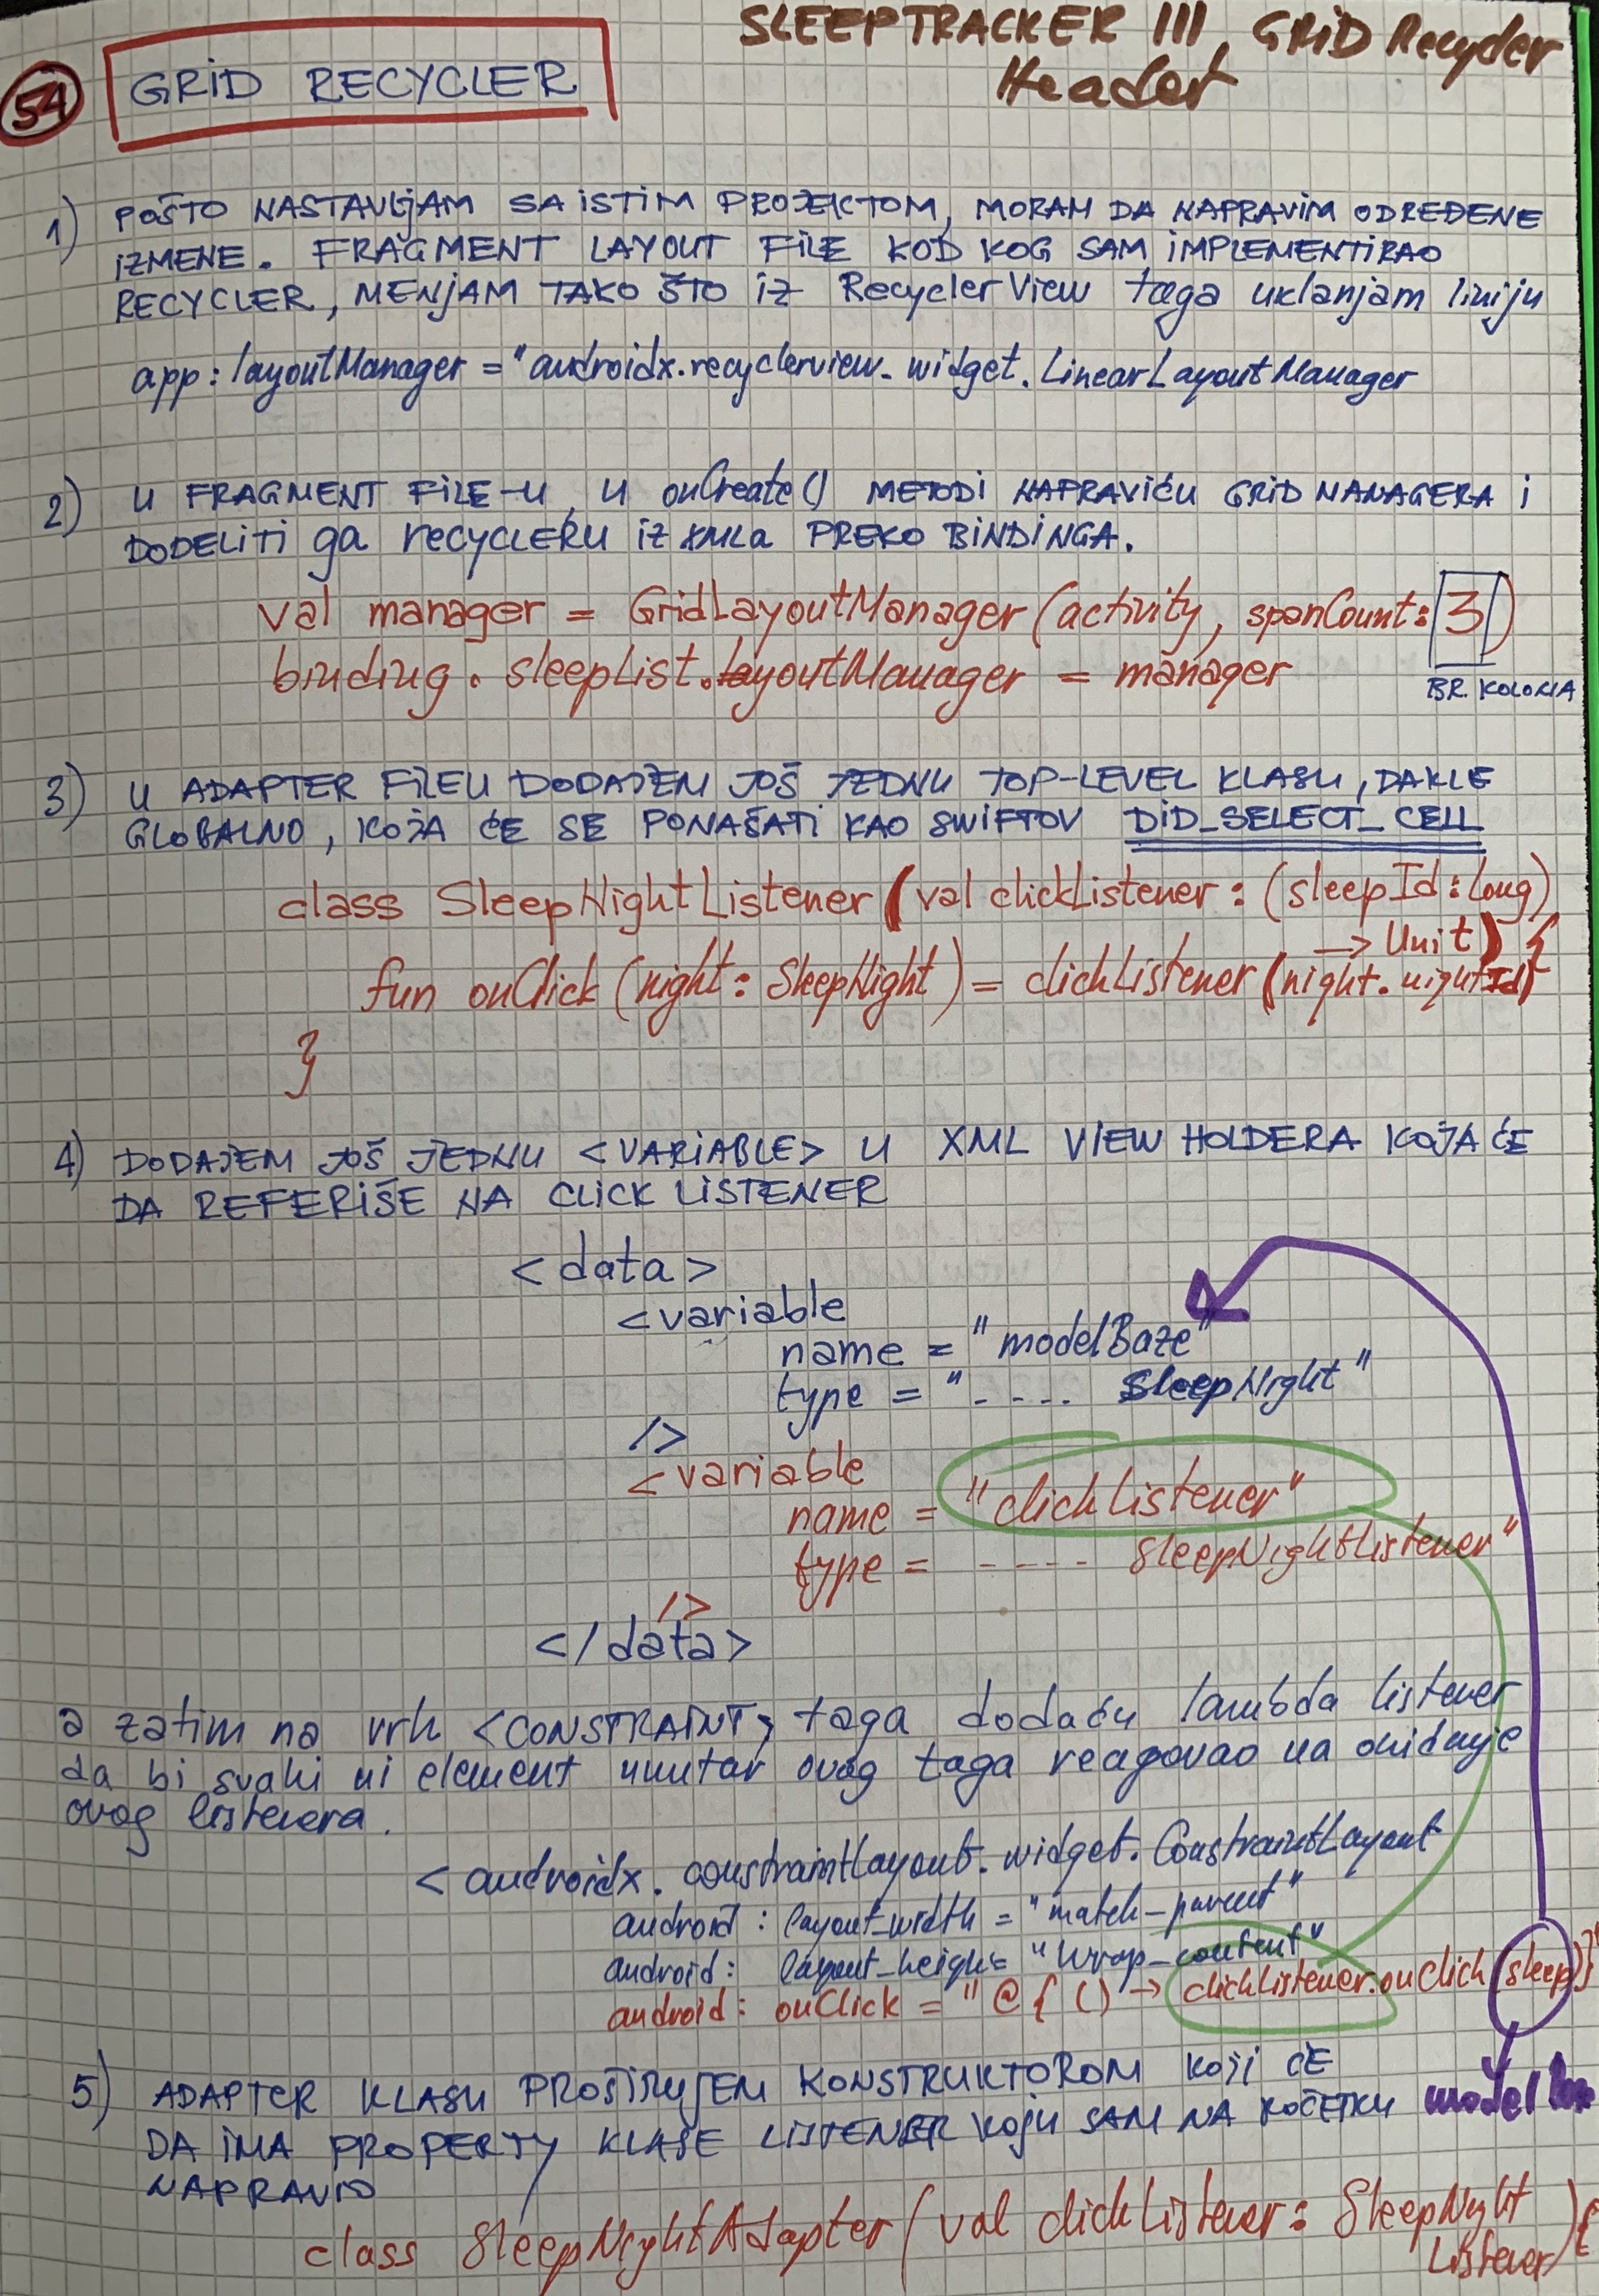 SLEEPTRACKER III, GRID Recycler
Header
54
GRID RECYCLER
1) POŠTO NASTAVLJAM SA ISTIM PROJEKTOM, MORAM DA NAPRAVIM ODREĐENE
IZMENE. FRAGMENT LAYOUT FILE KOD KOG SAM IMPLEMENTIRAO
RECYCLER, MENJAM TAKO ŠTO IZ RecyclerView taga uklanjam liniju
app:layoutManager = "androidx.recyclerview.widget.LinearLayoutManager
2) U FRAGMENT FILE-U, U onCreate() METODI NAPRAVIĆU GRID MANAGERA I
DODELITI ga recycleru iz XMLa PREKO BINDINGA.
val manager = GridLayoutManager(activity, spanCount: 3)
binding.sleepList.layoutManager = manager
BR. KOLONA
3) U ADAPTER FILEU DODAJEM JOŠ JEDNU TOP-LEVEL KLASU, DAKLE
GLOBALNO, KOJA ĆE SE PONAŠATI KAO SWIFTOV DID_SELECT_CELL
class SleepNightListener (val clickListener: (sleepId: Long)
→ Unit) {
fun onClick (night: SleepNight) = clickListener (night.nightId)
}
4) DODAJEM JOŠ JEDNU <VARIABLE> U XML VIEW HOLDERA KOJA ĆE
DA REFERIŠE NA CLICK LISTENER
<data>
<variable
name = "modelBaze"
type = "- - - - SleepNight"
/>
<variable
name = "clickListener"
type = - - - - SleepNightListener"
/>
</data>
a zatim na vrh <CONSTRAINT> taga dodaću lambda listener
da bi svaki ui element unutar ovog taga reagovao na okidanje
ovog listenera.
<androidx.constraintlayout.widget.ConstraintLayout
android: layout_width = "match_parent"
android: layout_heigh= "wrap_content"
android: onClick = "@{ () → clickListener.onClick (sleep)}"
5) ADAPTER KLASU PROŠIRUJEM KONSTRUKTOROM KOJI ĆE
DA IMA PROPERTY KLASE LISTENER KOJU SAM NA POČETKU
NAPRAVIO
class SleepNightAdapter (val clickListener: SleepNight
Listener) {